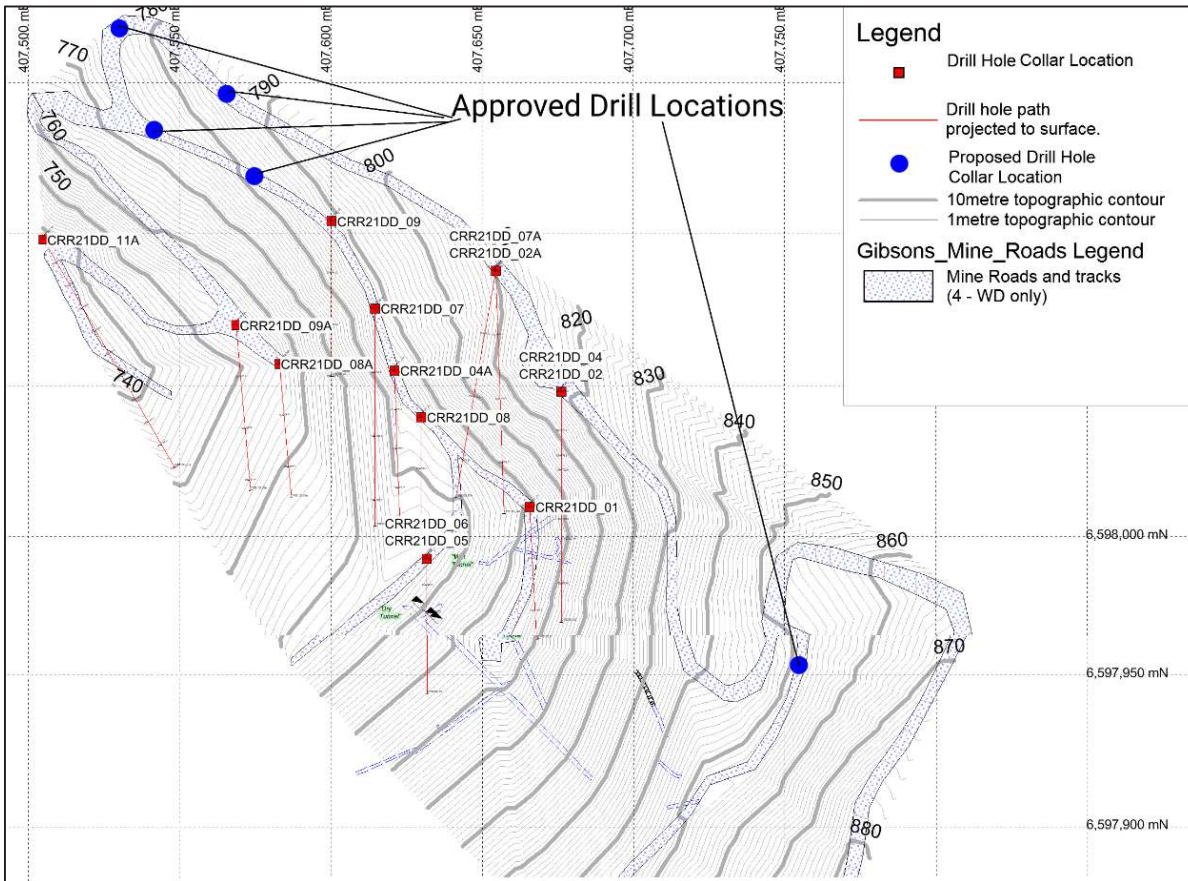 407,500 mE
407,550 mE
407,600 mE
407,650 mE
407,700 mE
407,750 mE
780
770
790
760
750
800
740
820
830
840
850
860
870
880
Approved Drill Locations
CRR21DD_09
CRR21DD_07A
CRR21DD_02A
CRR21DD_11A
CRR21DD_07
CRR21DD_09A
CRR21DD_08A
CRR21DD_04A
CRR21DD_04
CRR21DD_02
CRR21DD_08
CRR21DD_01
CRR21DD_06
CRR21DD_05
"Dry
Tunnel"
6,598,000 mN
6,597,950 mN
6,597,900 mN
Legend
Drill Hole Collar Location
Drill hole path
projected to surface.
Proposed Drill Hole
Collar Location
10metre topographic contour
1metre topographic contour
Gibsons_Mine_Roads Legend
Mine Roads and tracks
(4 - WD only)